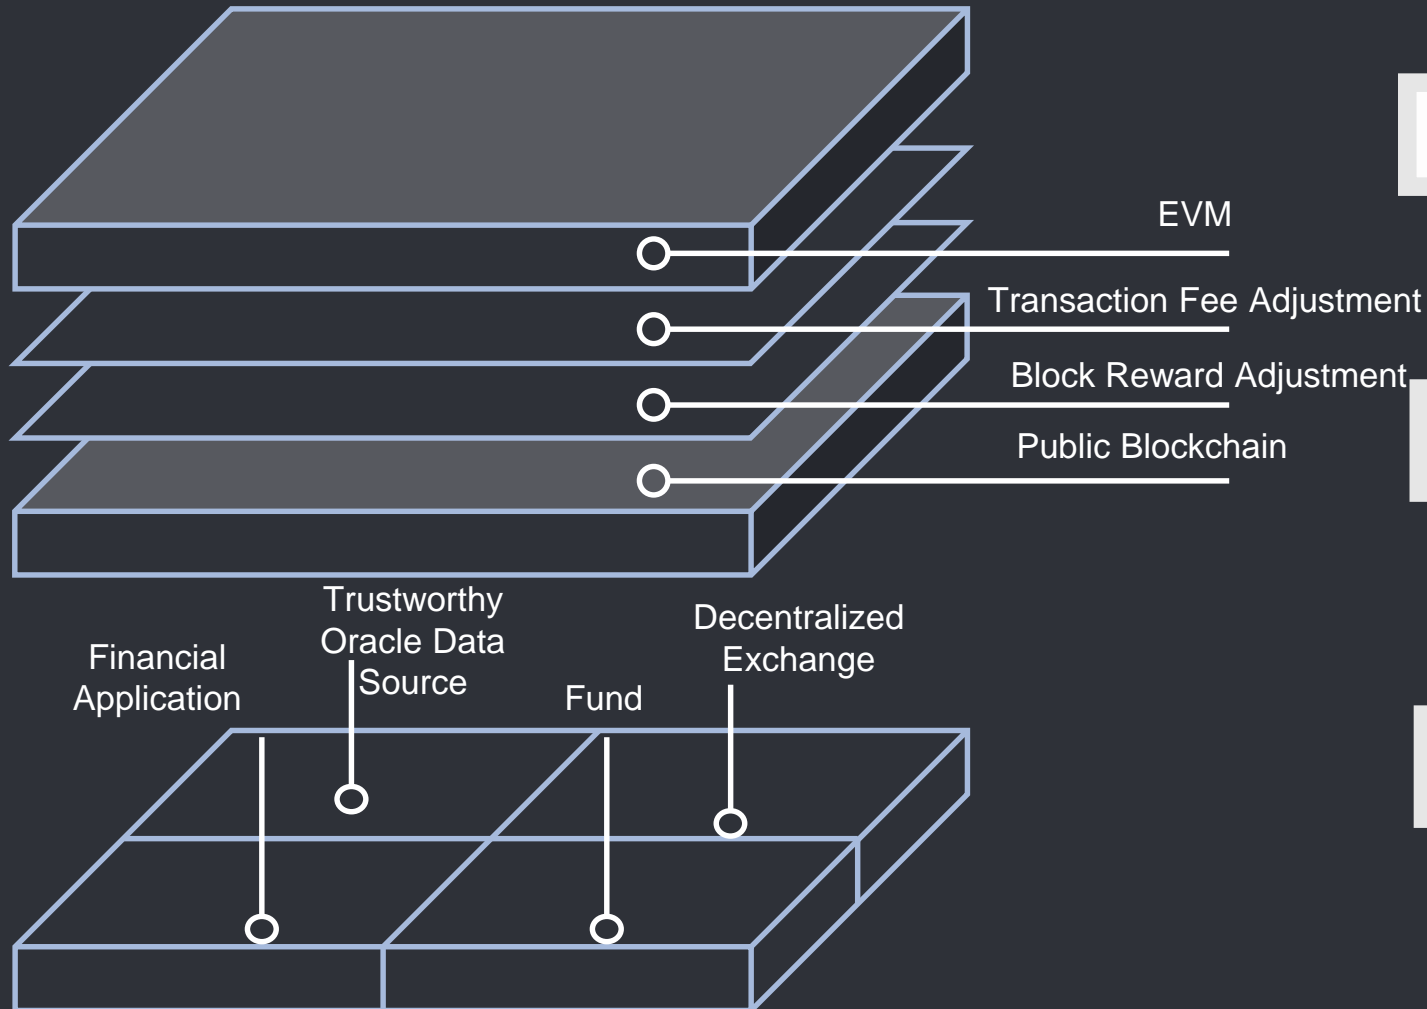 EVM
Transaction Fee Adjustment
Block Reward Adjustment
Public Blockchain
Trustworthy
Oracle Data
Source
Decentralized
Exchange
Financial
Application
Fund